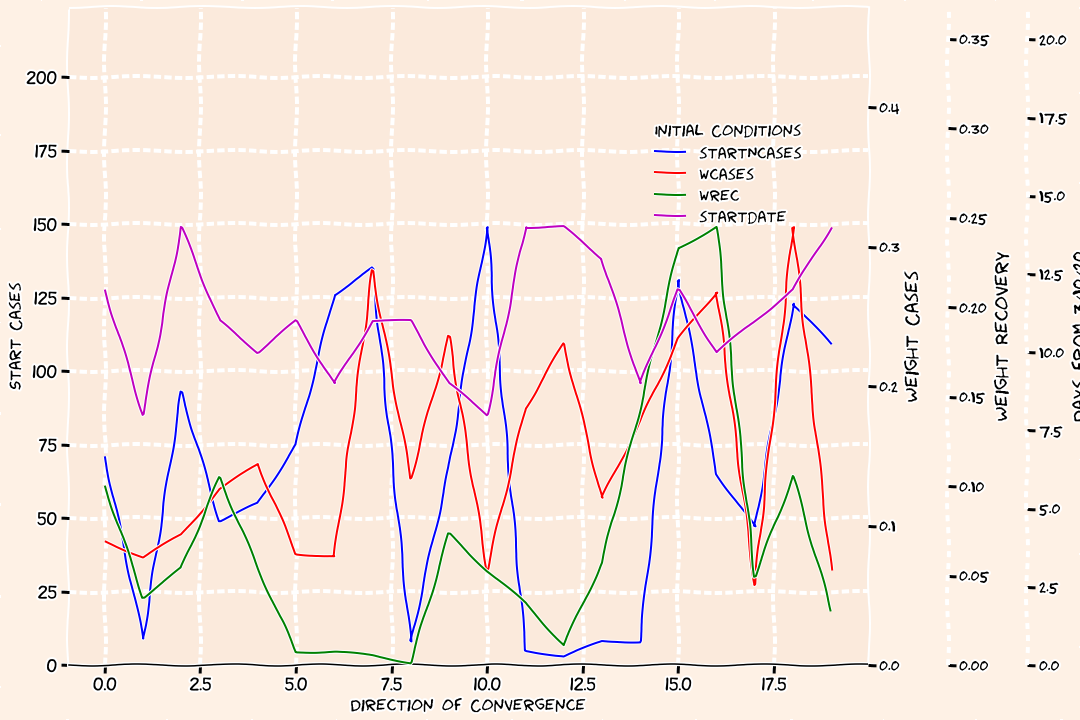 INITIAL CONDITIONS
STARTNCASES
WCASES
WREC
STARTDATE
START CASES
200
175
150
125
100
75
50
25
0
0.0 2.5 5.0 7.5 10.0 12.5 15.0 17.5
DIRECTION OF CONVERGENCE
0.4
0.3
0.2
0.1
0.0
WEIGHT CASES
0.35
0.30
0.25
0.20
0.15
0.10
0.05
0.00
WEIGHT RECOVERY
20.0
17.5
15.0
12.5
10.0
7.5
5.0
2.5
0.0
DAYS FROM